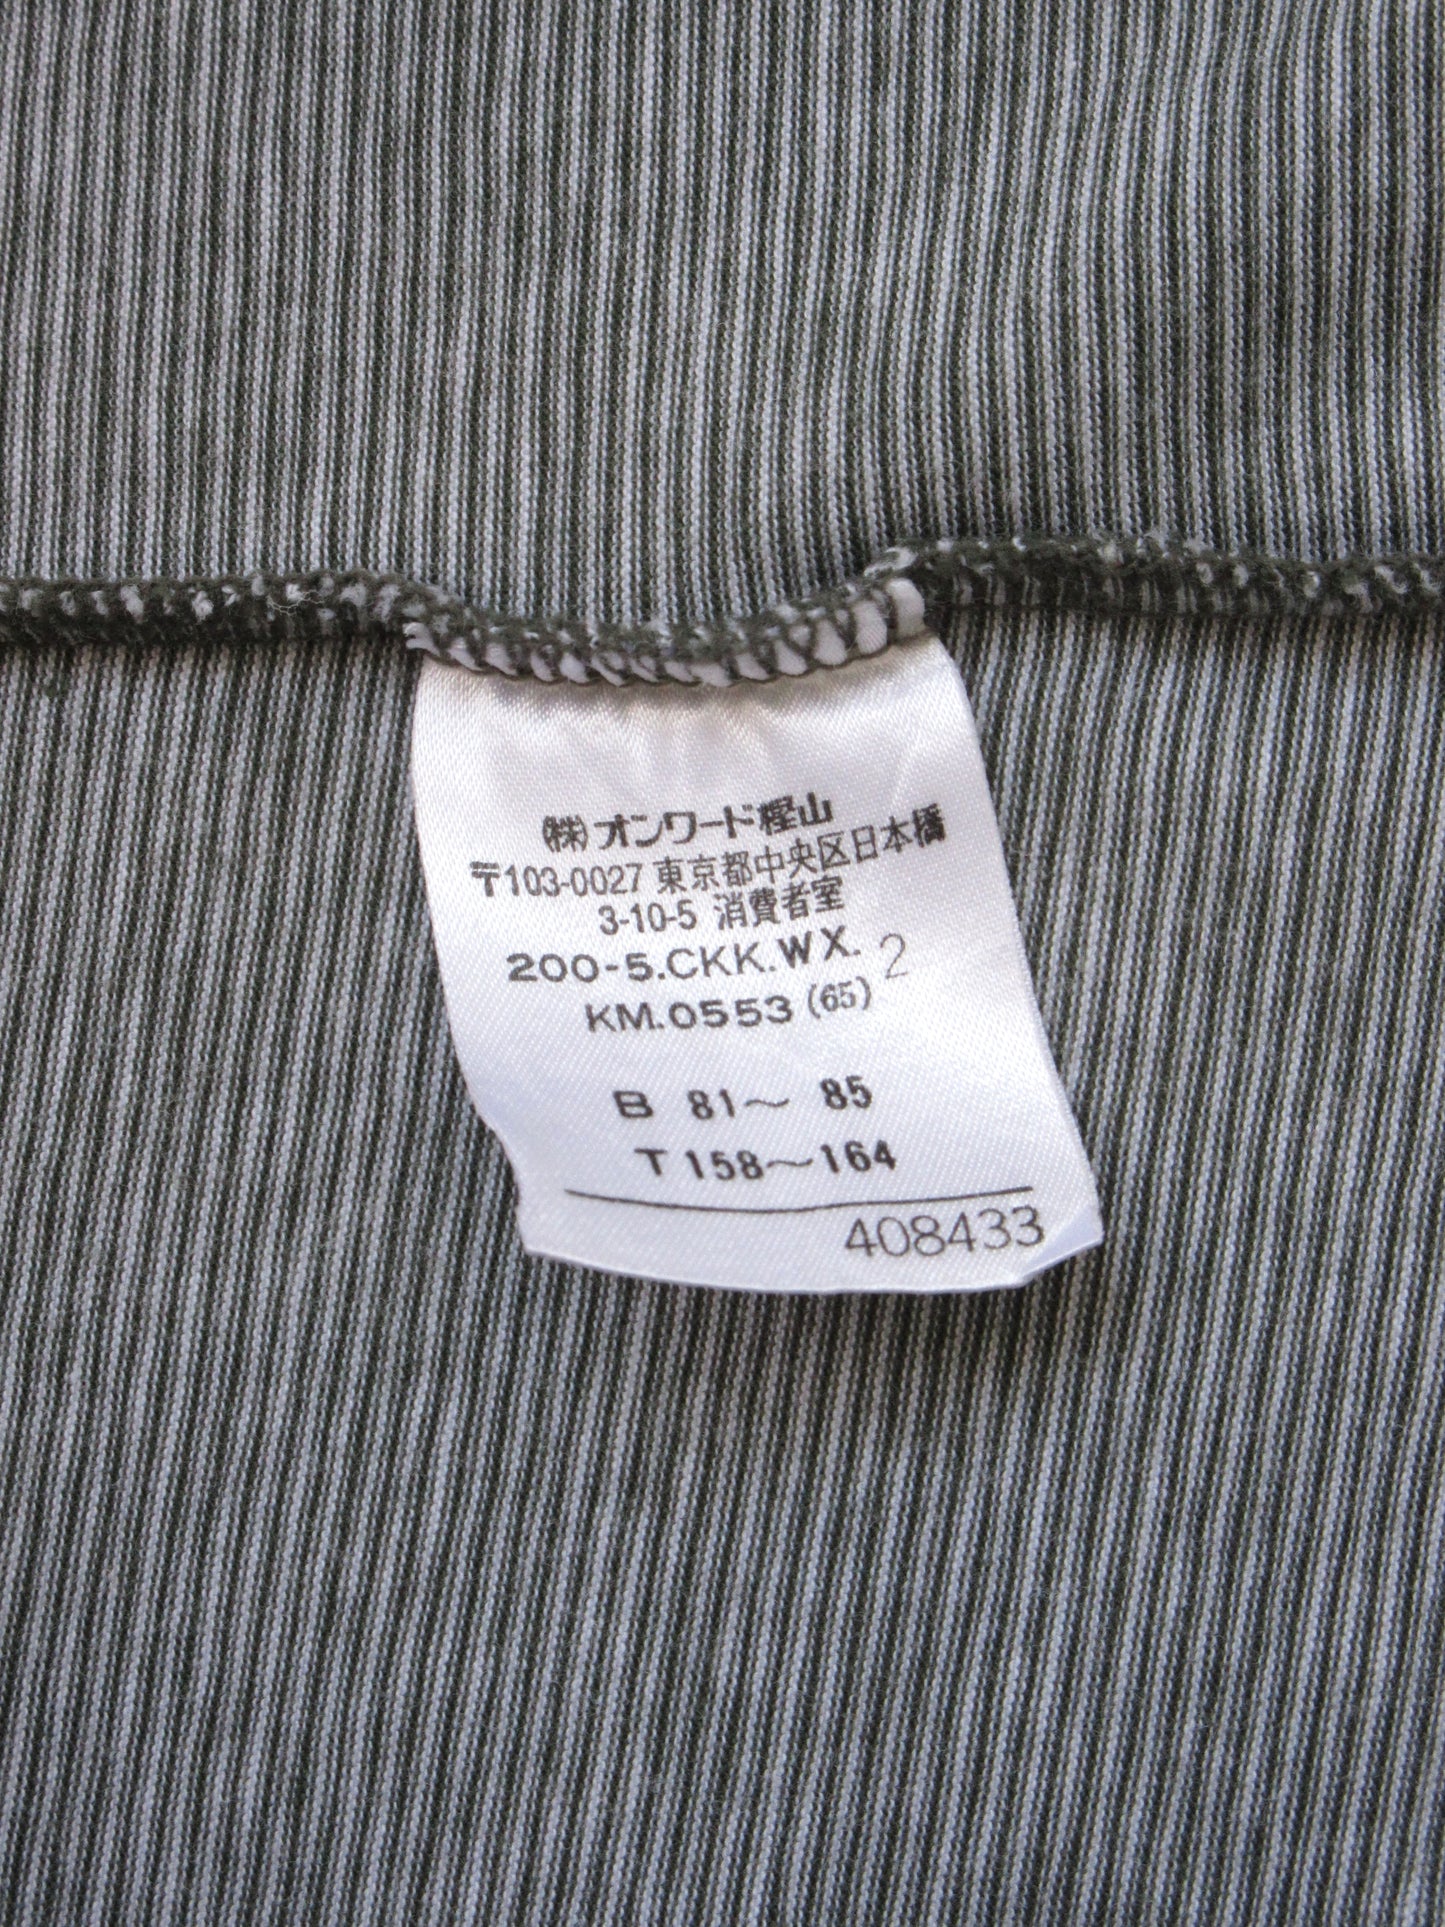 (株)オンワード樫山
〒103-0027 東京都中央区日本橋
3-10-5 消費者室
200-5.CKK.WX. 2
KM.0553 (65)
B 81〜 85
T 158〜164
408433